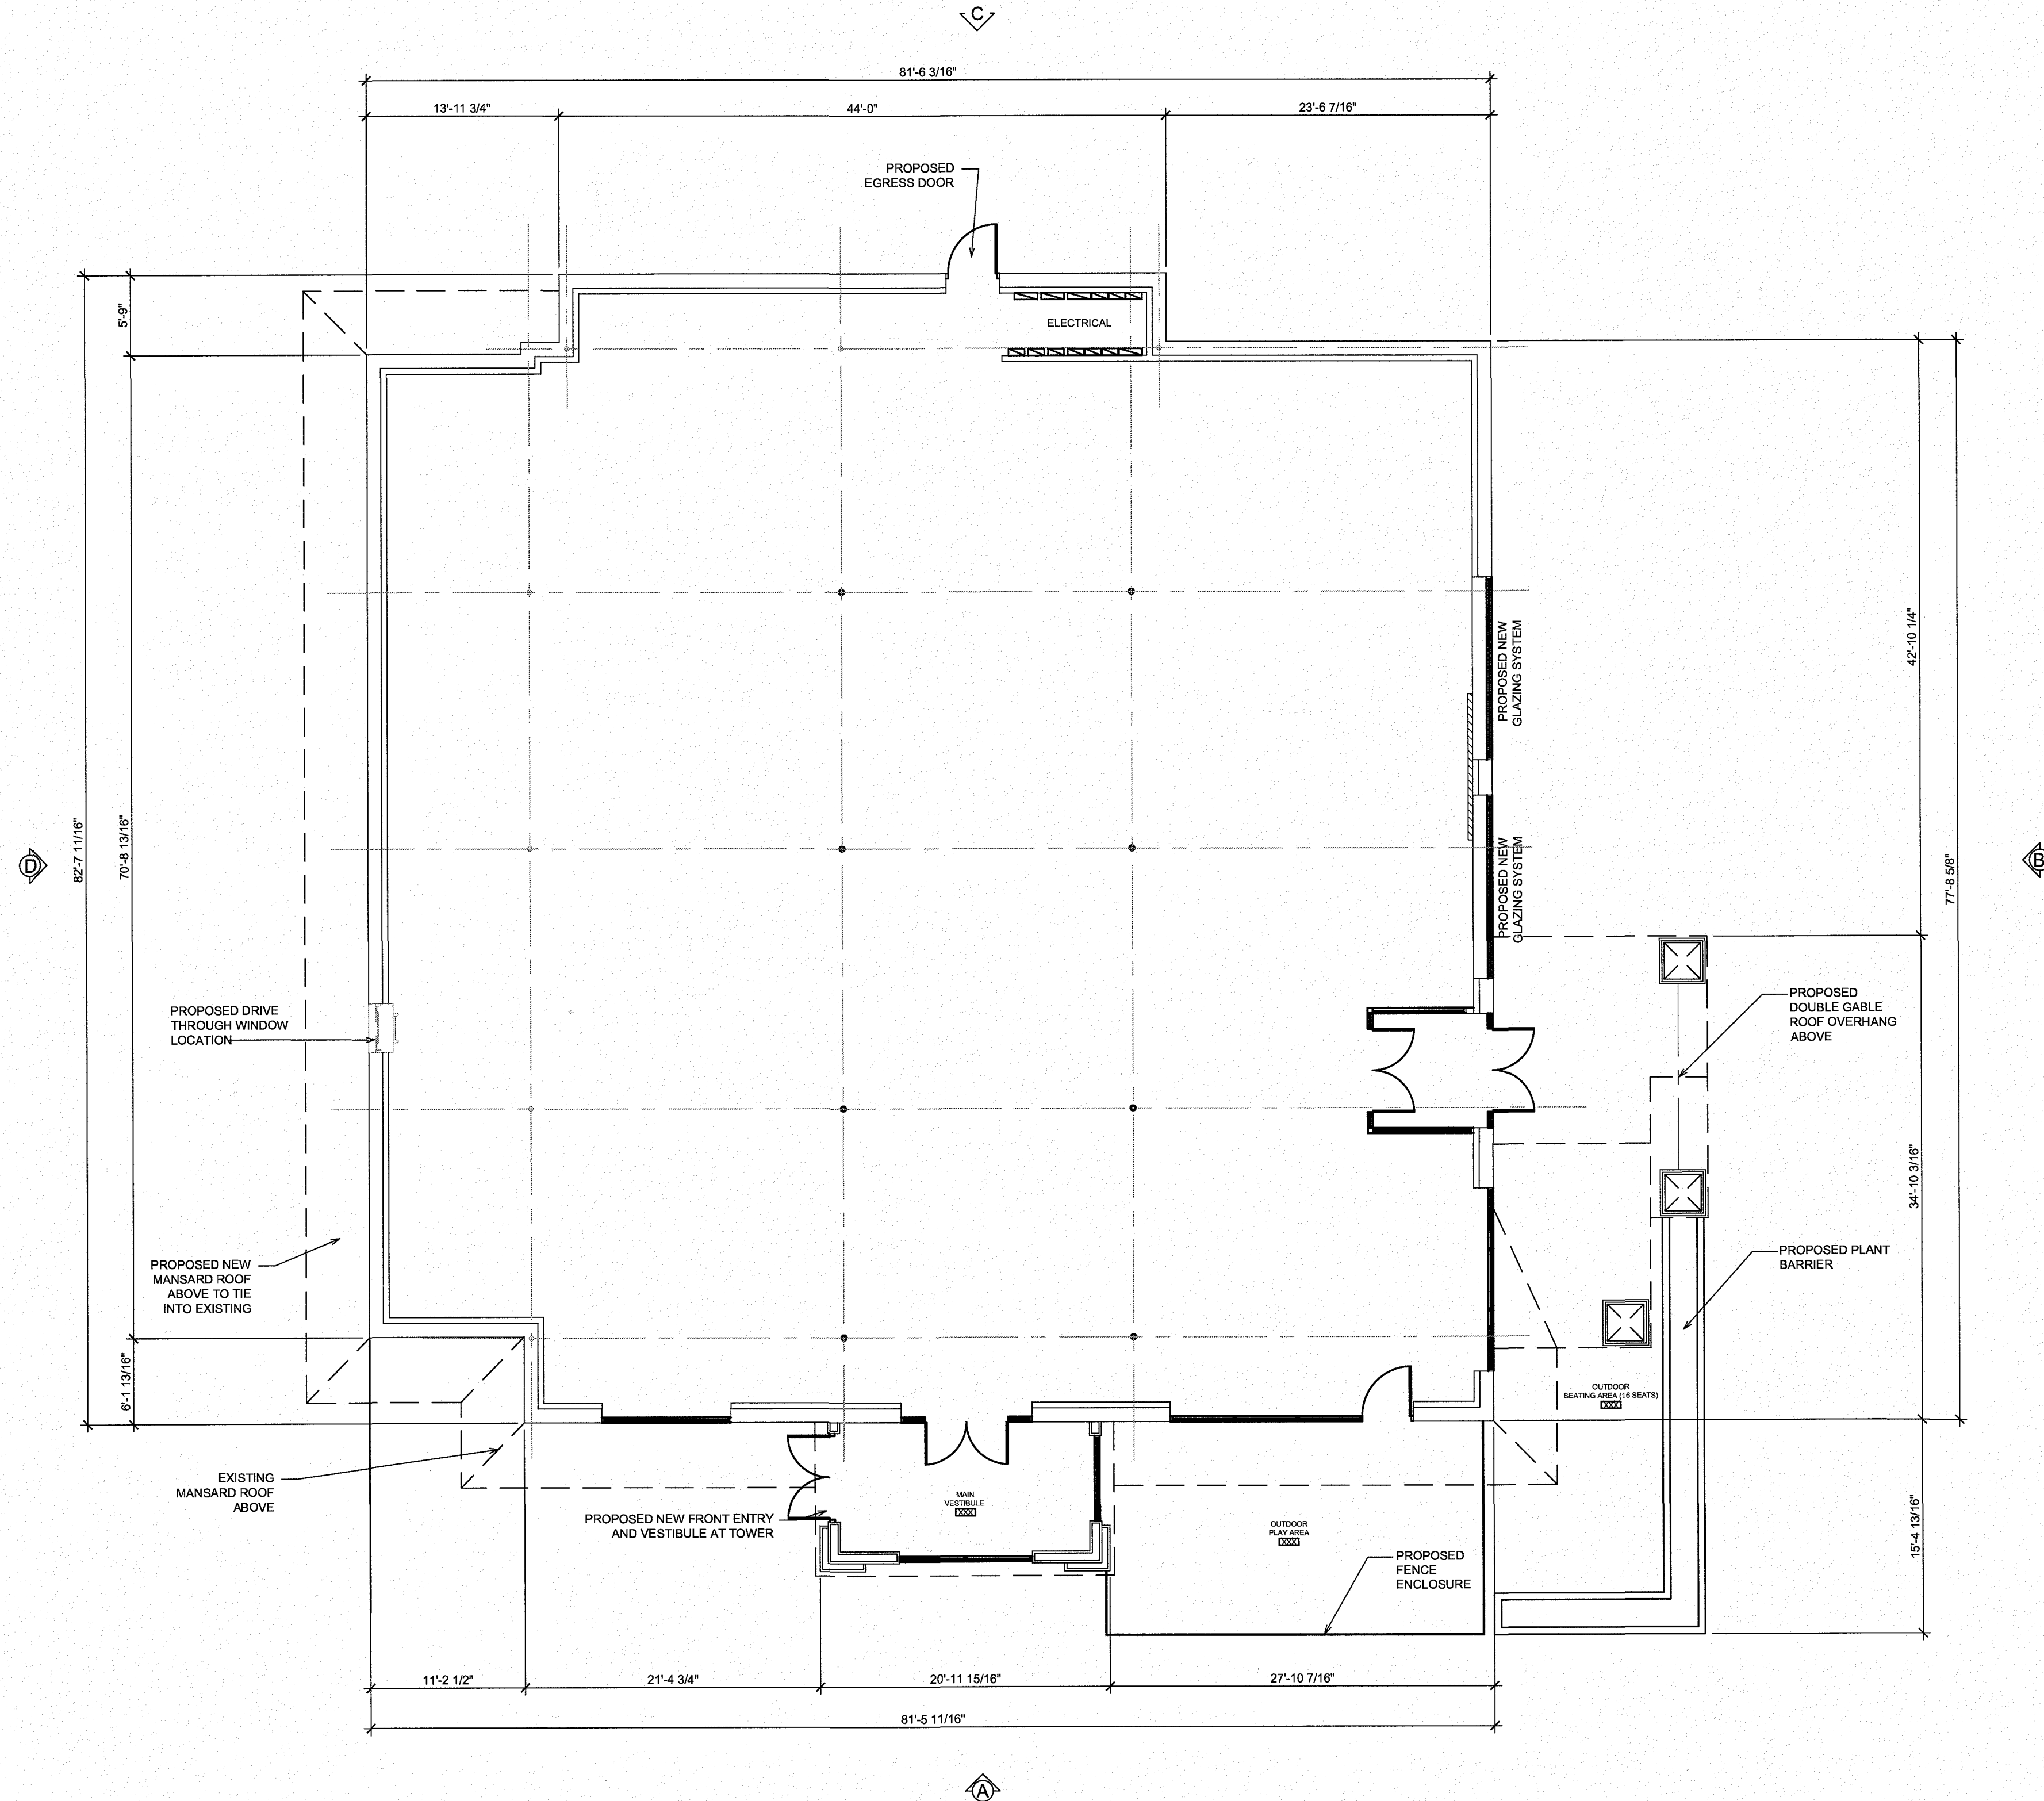 C
81'-6 3/16"
13'-11 3/4"
44'-0"
23'-6 7/16"
PROPOSED
EGRESS DOOR
5'-9"
ELECTRICAL
42'-10 1/4"
PROPOSED NEW
GLAZING SYSTEM
82'-7 11/16"
70'-8 13/16"
D
B
77'-8 5/8"
PROPOSED NEW
GLAZING SYSTEM
PROPOSED DRIVE
THROUGH WINDOW
LOCATION
PROPOSED
DOUBLE GABLE
ROOF OVERHANG
ABOVE
34'-10 3/16"
PROPOSED NEW
MANSARD ROOF
ABOVE TO TIE
INTO EXISTING
PROPOSED PLANT
BARRIER
6'-1 13/16"
OUTDOOR
SEATING AREA (16 SEATS)
XXX
EXISTING
MANSARD ROOF
ABOVE
MAIN
VESTIBULE
XXX
PROPOSED NEW FRONT ENTRY
AND VESTIBULE AT TOWER
OUTDOOR
PLAY AREA
XXX
15'-4 13/16"
PROPOSED
FENCE
ENCLOSURE
11'-2 1/2"
21'-4 3/4"
20'-11 15/16"
27'-10 7/16"
81'-5 11/16"
A